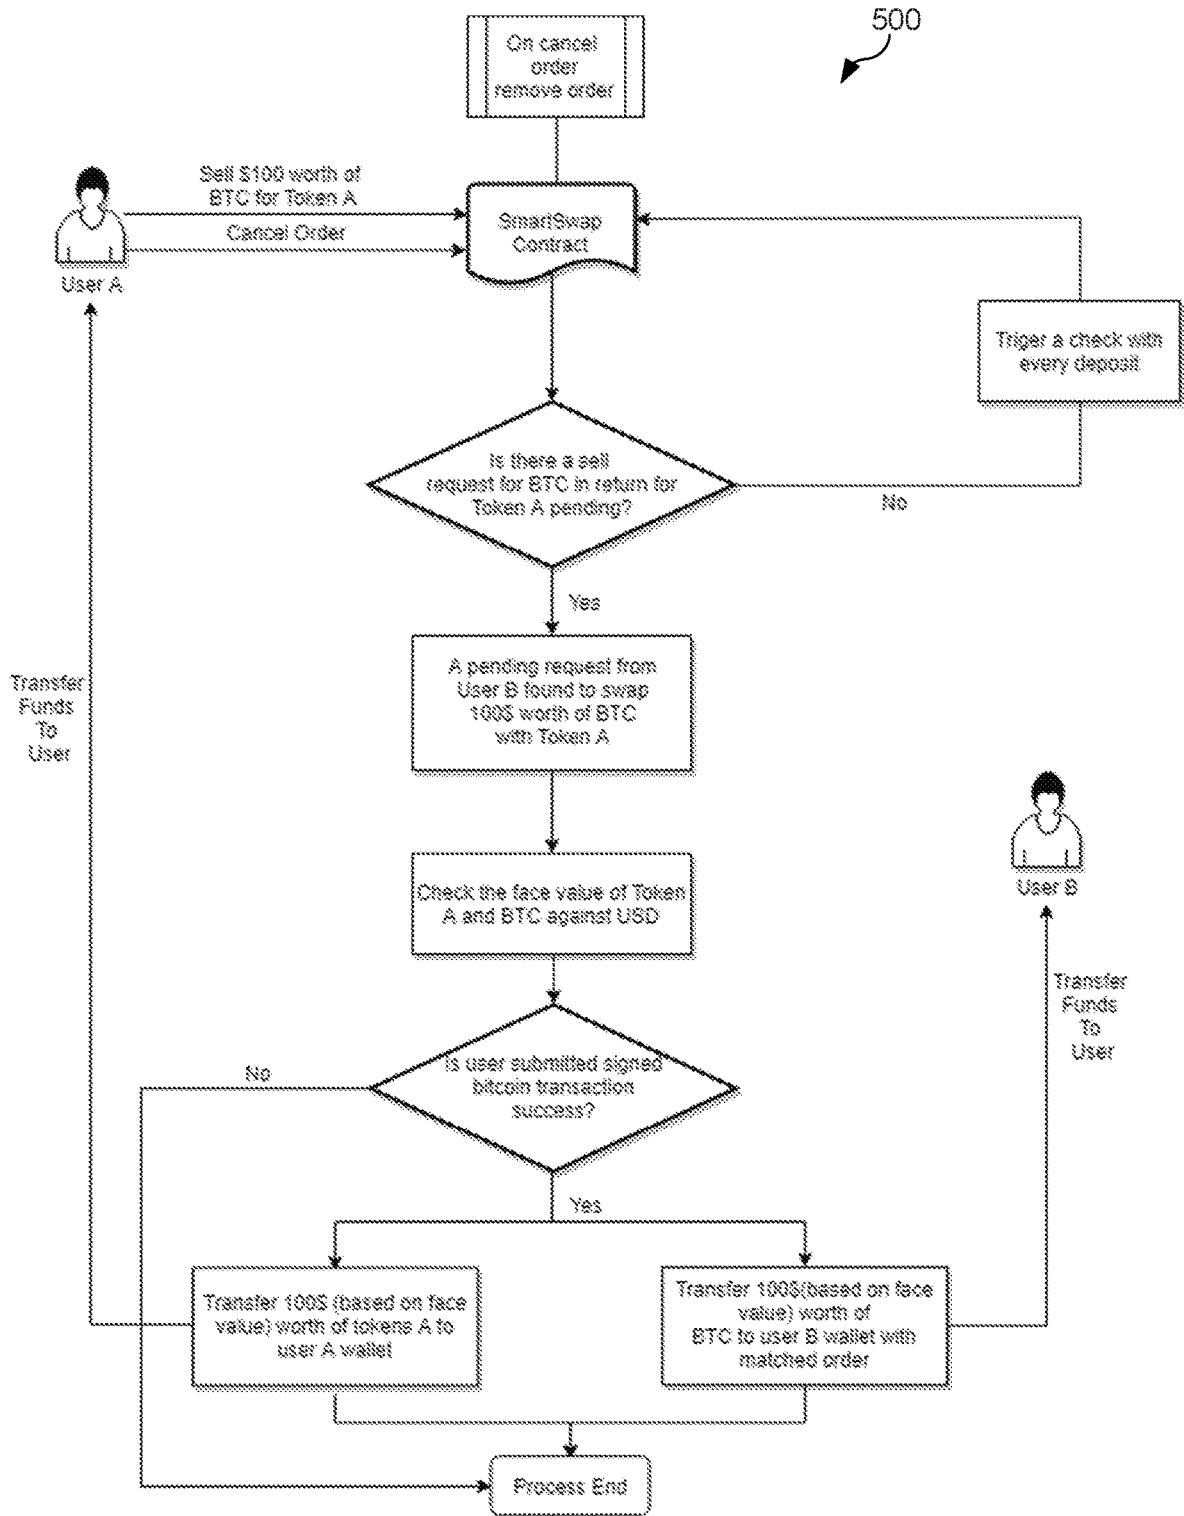 500
On cancel
order
remove order
Sell $100 worth of
BTC for Token A
Cancel Order
User A
SmartSwap
Contract
Triger a check with
every deposit
Is there a sell
request for BTC in return for
Token A pending?
No
Yes
A pending request from
User B found to swap
100$ worth of BTC
with Token A
Transfer
Funds
To
User
Check the face value of Token
A and BTC against USD
User B
Transfer
Funds
To
User
Is user submitted signed
bitcoin transaction
success?
No
Yes
Transfer 100$ (based on face
value) worth of tokens A to
user A wallet
Transfer 100$(based on face
value) worth of
BTC to user B wallet with
matched order
Process End